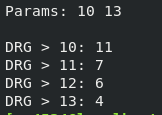 Params: 10 13
DRG > 10: 11
DRG > 11: 7
DRG > 12: 6
DRG > 13: 4